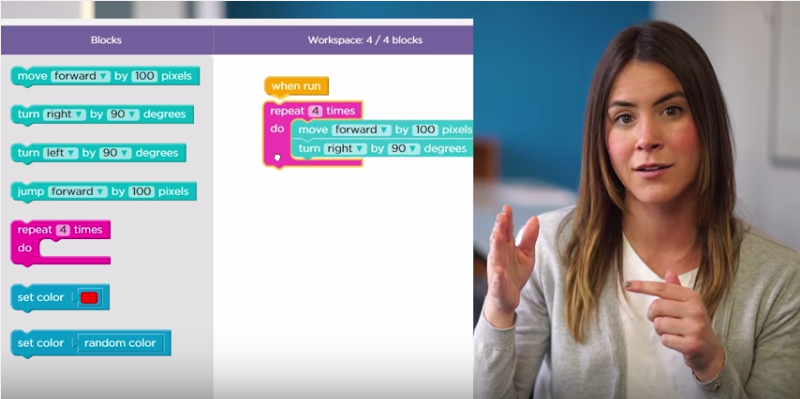 Blocks
Workspace: 4 / 4 blocks
move forward by 100 pixels
turn right by 90 degrees
turn left by 90 degrees
jump forward by 100 pixels
repeat 4 times
do
set color
set color random color
when run
repeat 4 times
do move forward by 100 pixels
turn right by 90 degrees